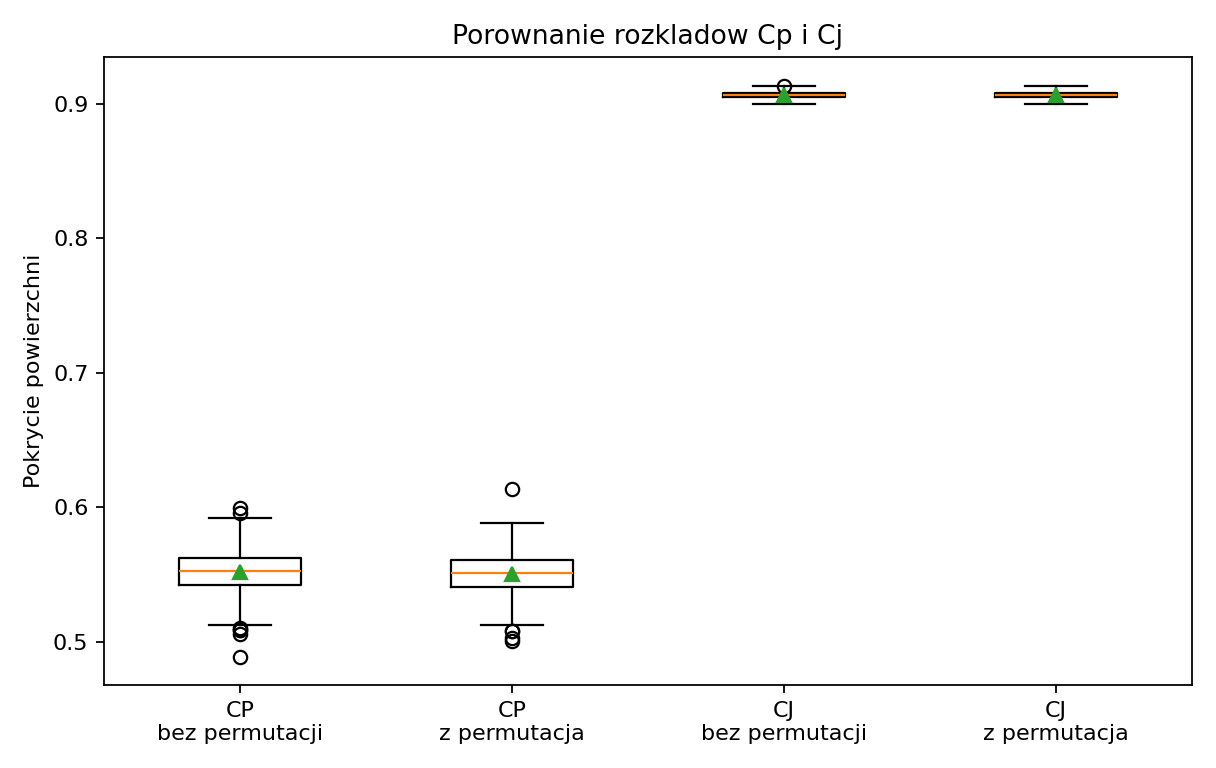 Porownanie rozkladow Cp i Cj
Pokrycie powierzchni
0.9
0.8
0.7
0.6
0.5
CP
bez permutacji
CP
z permutacja
CJ
bez permutacji
CJ
z permutacja